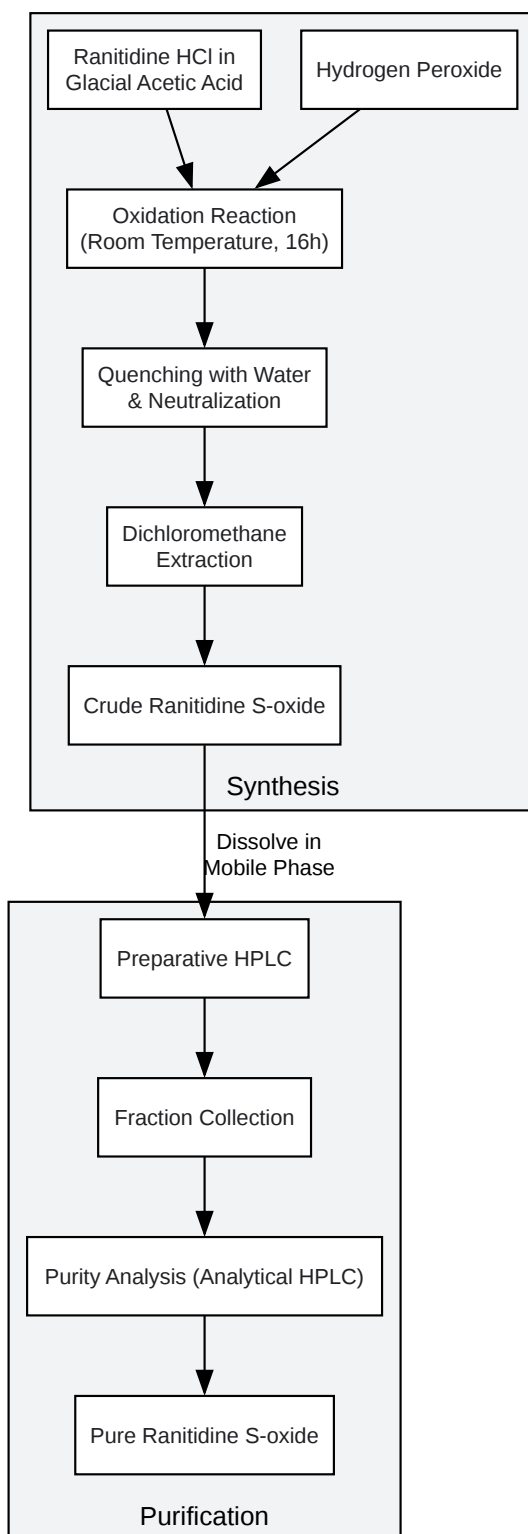 Ranitidine HCl in
Glacial Acetic Acid
Hydrogen Peroxide
Oxidation Reaction
(Room Temperature, 16h)
Quenching with Water
& Neutralization
Dichloromethane
Extraction
Crude Ranitidine S-oxide
Synthesis
Dissolve in
Mobile Phase
Preparative HPLC
Fraction Collection
Purity Analysis (Analytical HPLC)
Pure Ranitidine S-oxide
Purification